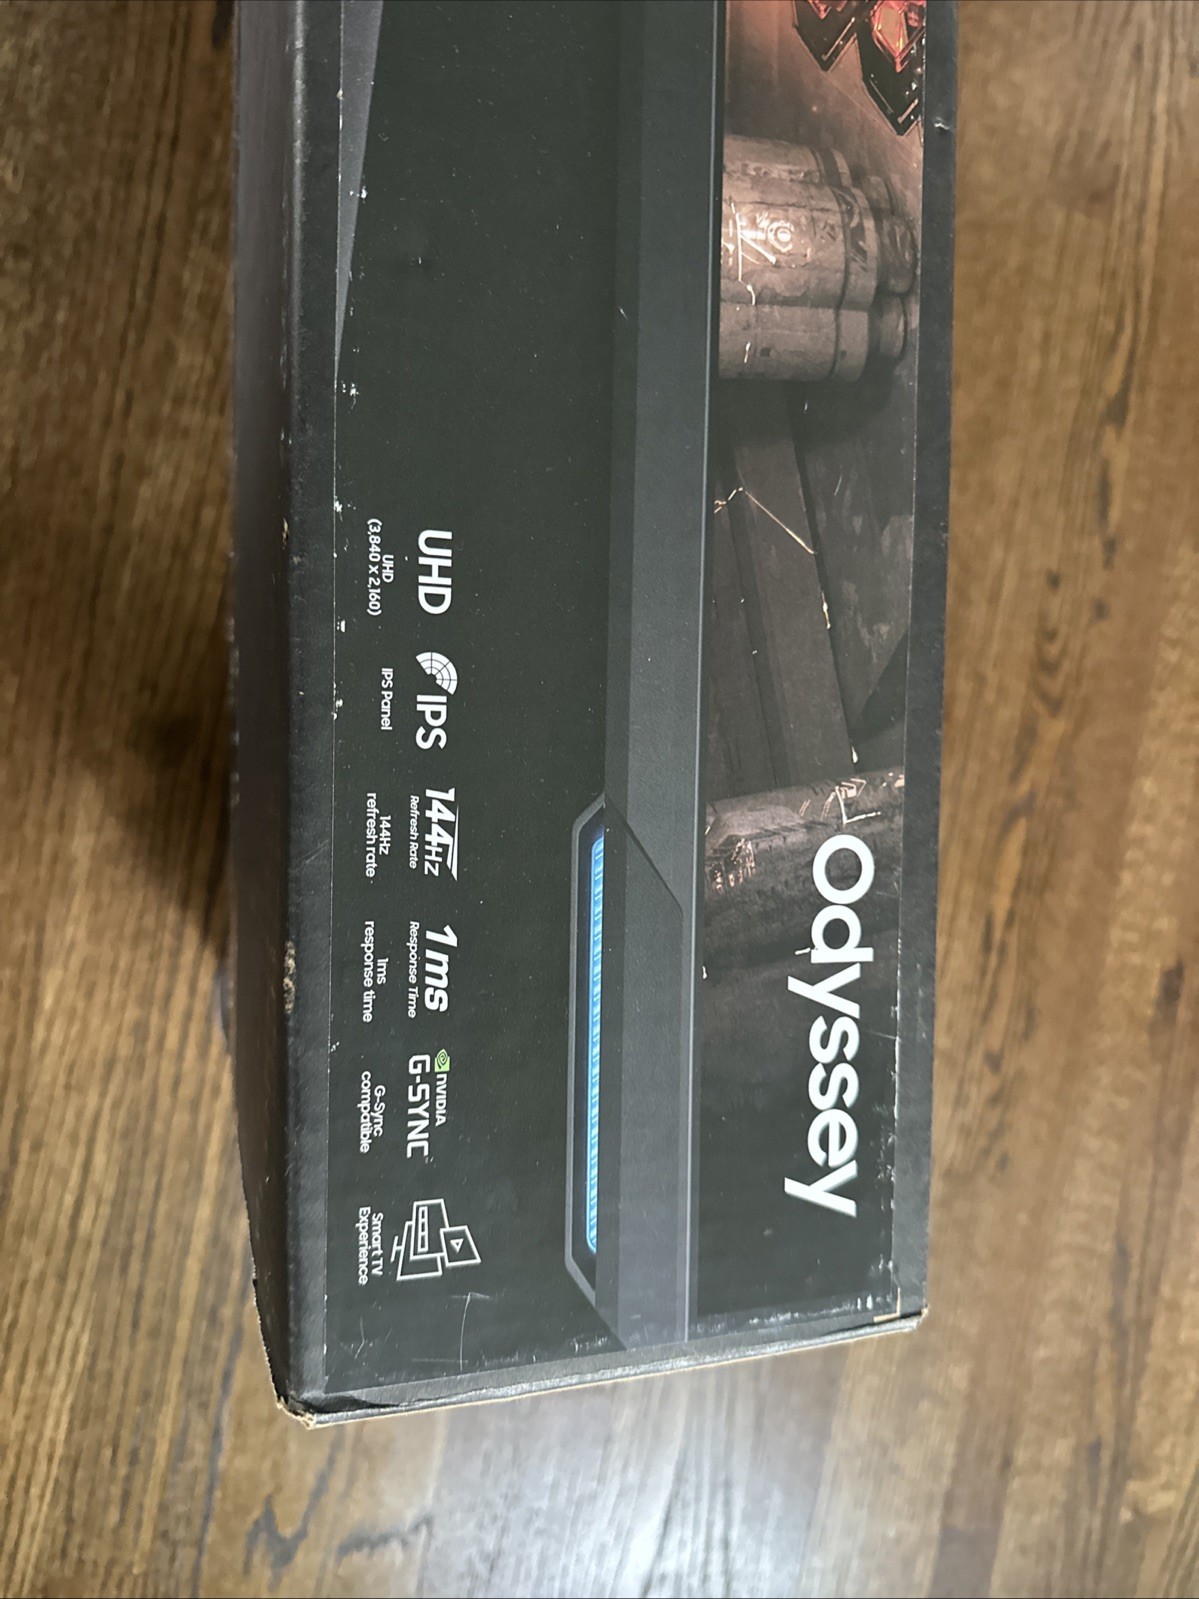 odyssey
UHD
UHD
(3,840 x 2,160)
IPS
IPS Panel
144Hz
Refresh Rate
144Hz
refresh rate
1ms
Response Time
1ms
response time
NVIDIA
G-SYNC™
G-Sync
compatible
Smart TV
Experience